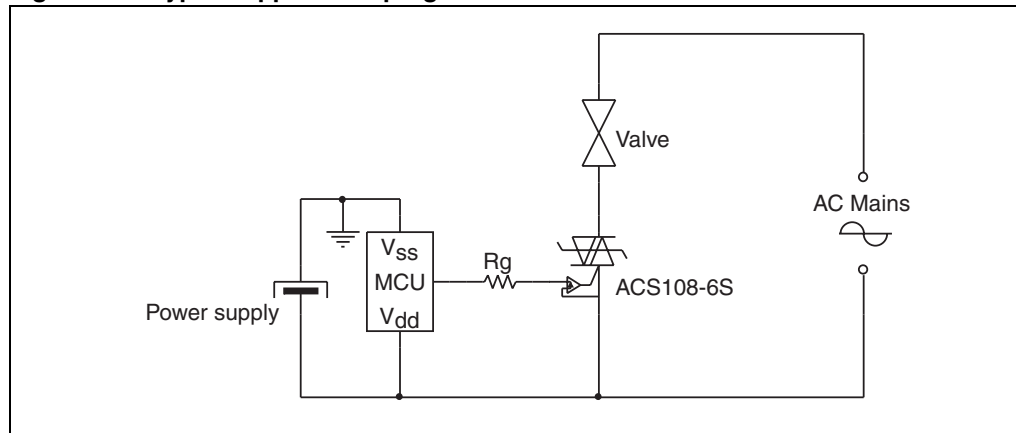 Valve
AC Mains
VSS
MCU
Vdd
Rg
ACS108-6S
Power supply